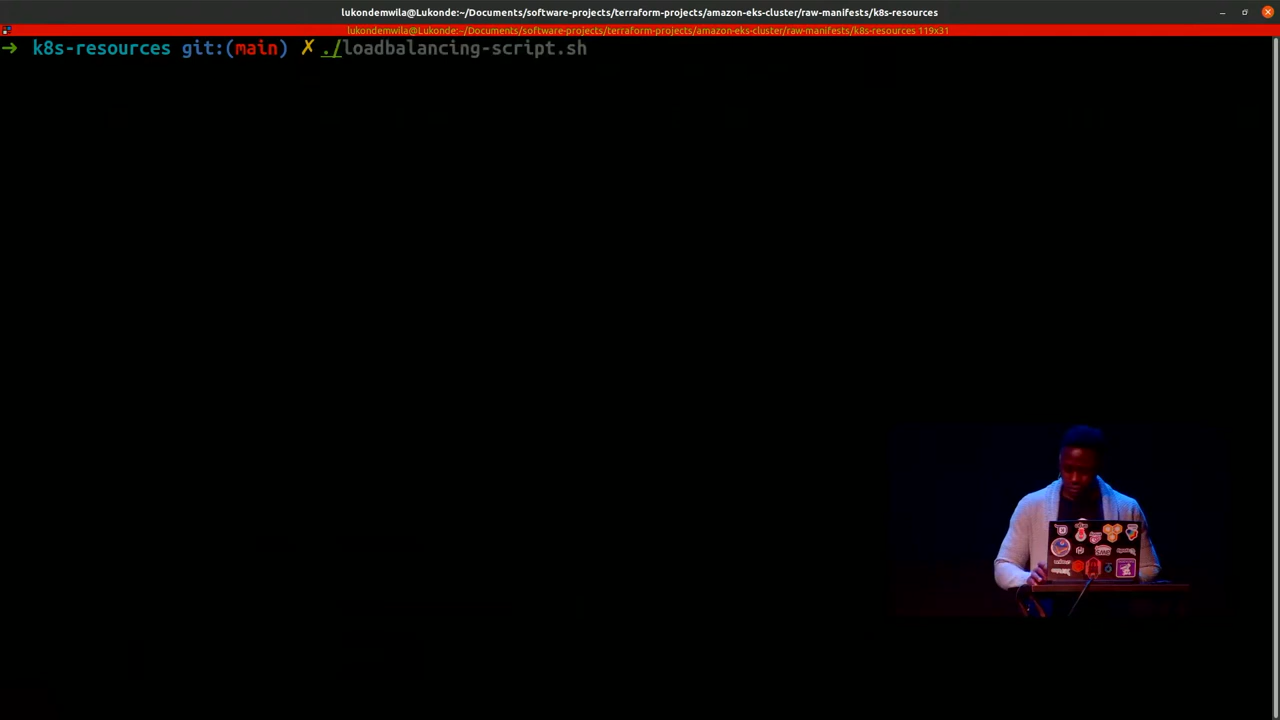 lukondemwila@Lukonde:~/Documents/software-projects/terraform-projects/amazon-eks-cluster/raw-manifests/k8s-resources
lukondemwila@Lukonde:~/Documents/software-projects/terraform-projects/amazon-eks-cluster/raw-manifests/k8s-resources 119x31
→ k8s-resources git:(main) ✗ ./loadbalancing-script.sh